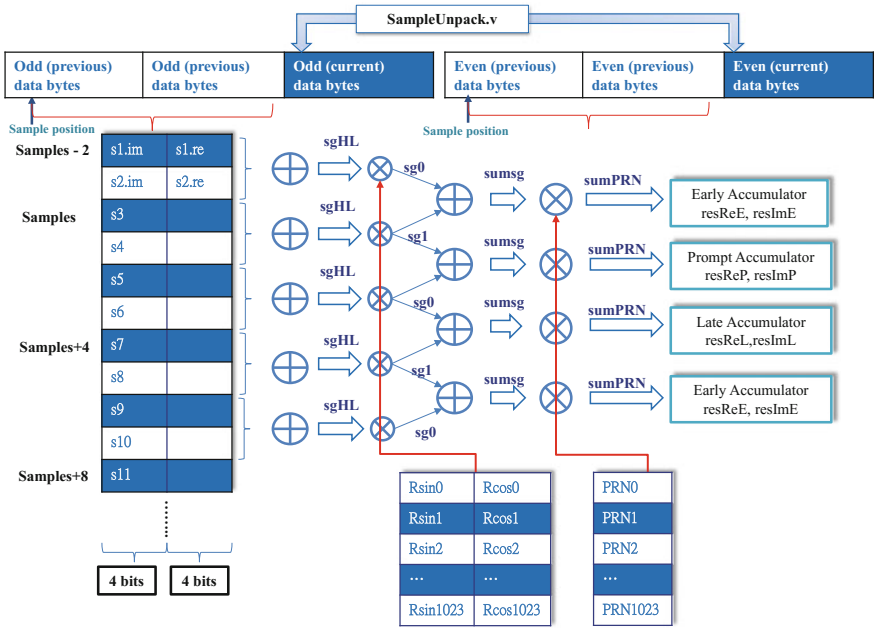 SampleUnpack.v
Odd (previous)
data bytes
Odd (previous)
data bytes
Odd (current)
data bytes
Even (previous)
data bytes
Even (previous)
data bytes
Even (current)
data bytes
Sample position
Sample position
Samples - 2
Samples
Samples+4
Samples+8
s1.im s1.re
s2.im s2.re
s3
s4
s5
s6
s7
s8
s9
s10
s11
4 bits
4 bits
sgHL
sgHL
sgHL
sgHL
sgHL
sg0
sg1
sg0
sg1
sg0
sumsg
sumsg
sumsg
sumsg
sumPRN
sumPRN
sumPRN
sumPRN
Early Accumulator
resReE, resImE
Prompt Accumulator
resReP, resImP
Late Accumulator
resReL,resImL
Early Accumulator
resReE, resImE
Rsin0 Rcos0
Rsin1 Rcos1
Rsin2 Rcos2
... ...
Rsin1023 Rcos1023
PRN0
PRN1
PRN2
...
PRN1023